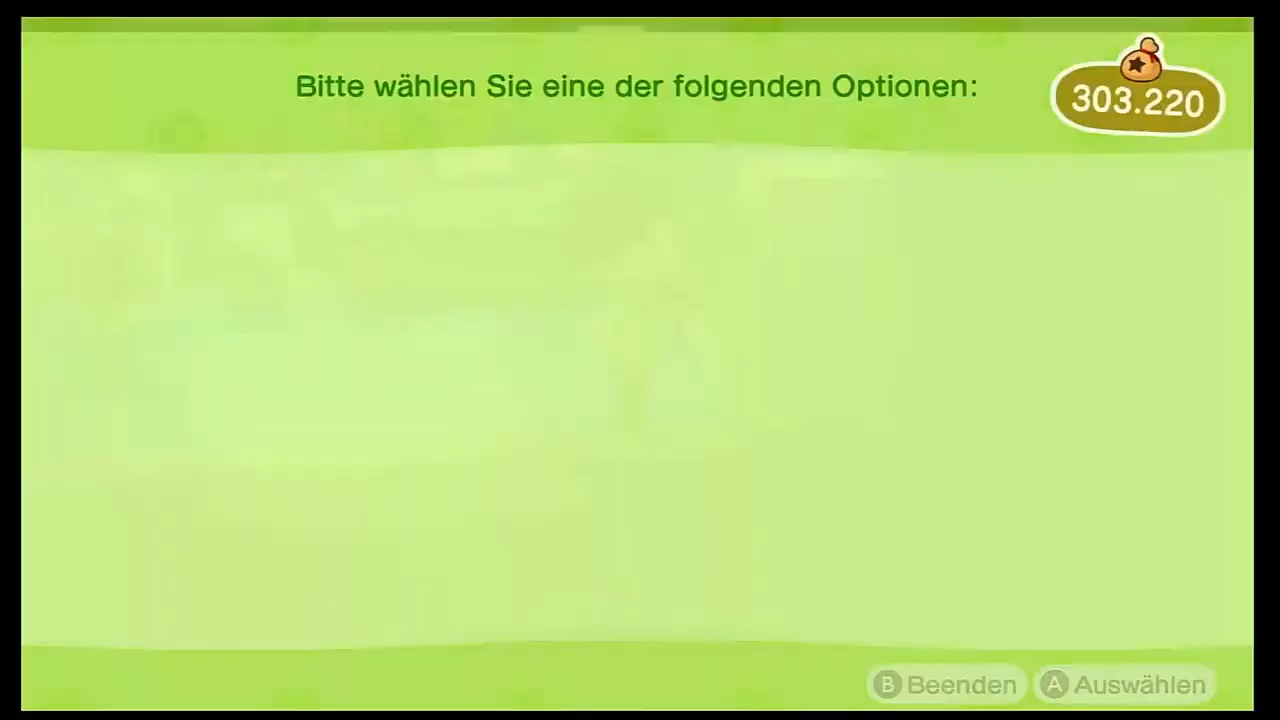 Bitte wählen Sie eine der folgenden Optionen:
303.220
B Beenden A Auswählen